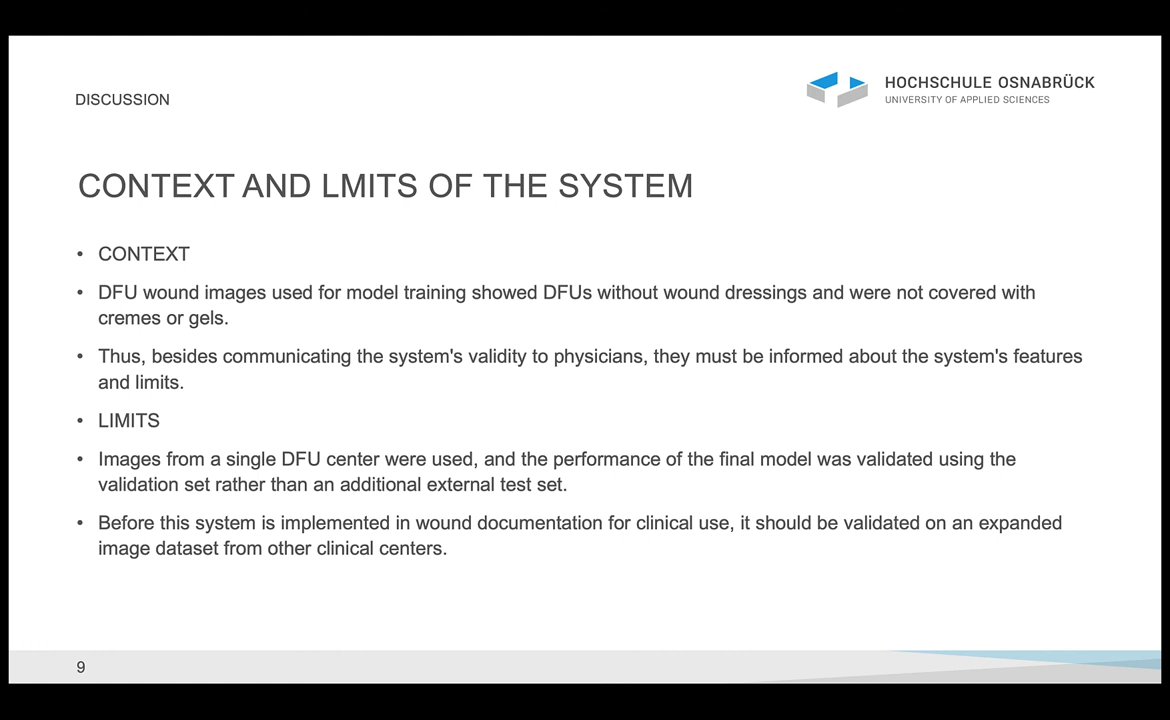 DISCUSSION
HOCHSCHULE OSNABRÜCK
UNIVERSITY OF APPLIED SCIENCES
CONTEXT AND LMITS OF THE SYSTEM
• CONTEXT
• DFU wound images used for model training showed DFUs without wound dressings and were not covered with
cremes or gels.
• Thus, besides communicating the system's validity to physicians, they must be informed about the system's features
and limits.
• LIMITS
• Images from a single DFU center were used, and the performance of the final model was validated using the
validation set rather than an additional external test set.
• Before this system is implemented in wound documentation for clinical use, it should be validated on an expanded
image dataset from other clinical centers.
9